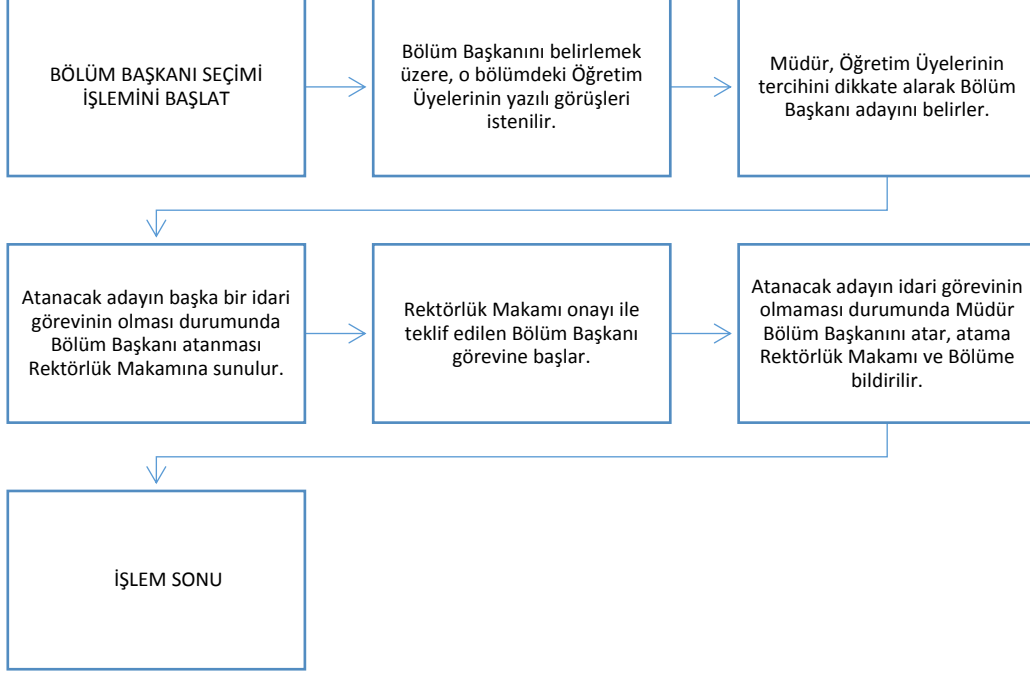 BÖLÜM BAŞKANI SEÇİMİ
İŞLEMİNİ BAŞLAT
Bölüm Başkanını belirlemek
üzere, o bölümdeki Öğretim
Üyelerinin yazılı görüşleri
istenilir.
Müdür, Öğretim Üyelerinin
tercihini dikkate alarak Bölüm
Başkanı adayını belirler.
Atanacak adayın başka bir idari
görevinin olması durumunda
Bölüm Başkanı atanması
Rektörlük Makamına sunulur.
Rektörlük Makamı onayı ile
teklif edilen Bölüm Başkanı
görevine başlar.
Atanacak adayın idari görevinin
olmaması durumunda Müdür
Bölüm Başkanını atar, atama
Rektörlük Makamı ve Bölüme
bildirilir.
İŞLEM SONU